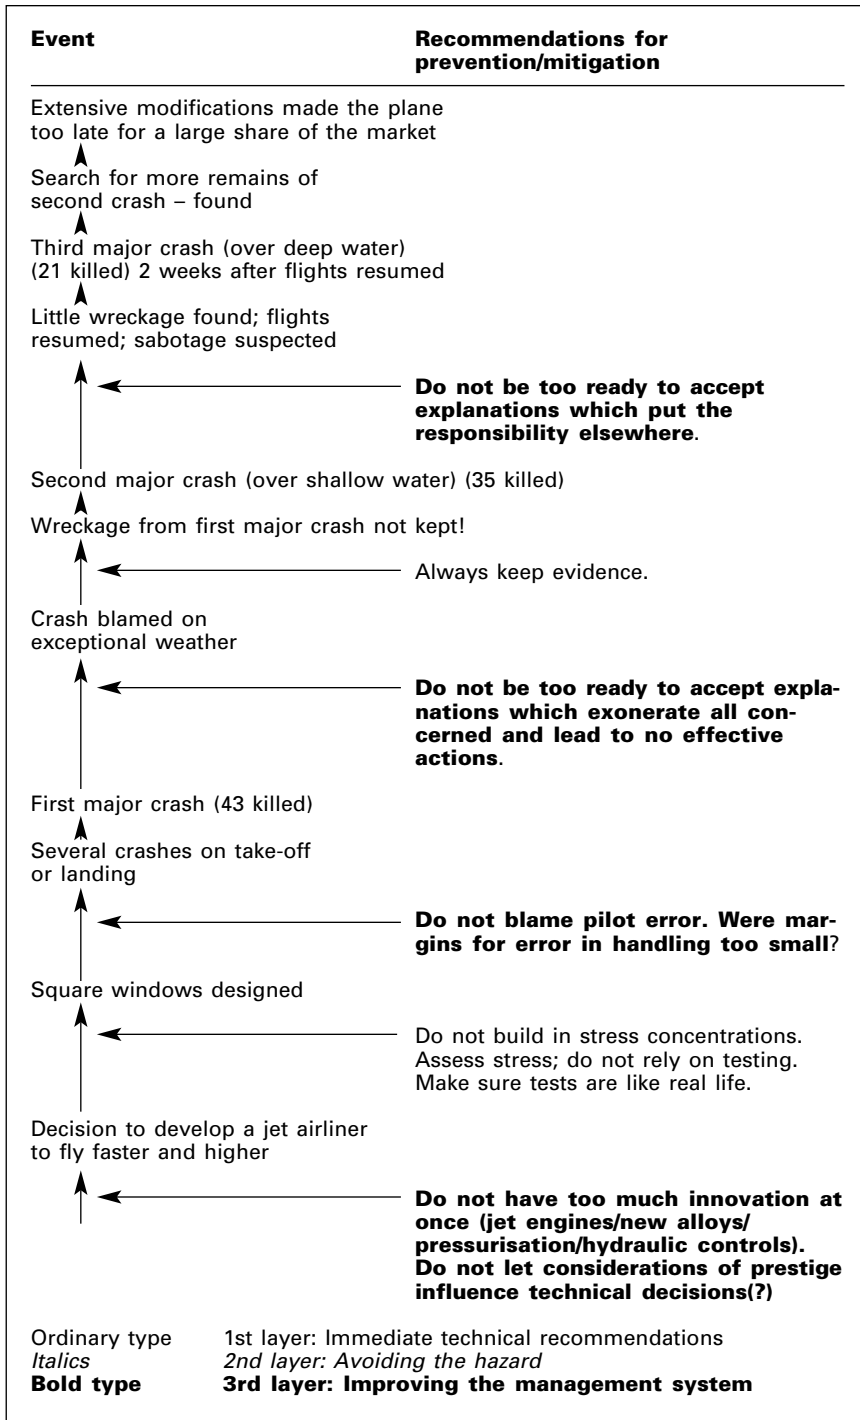 Event
Recommendations for
prevention/mitigation
Extensive modifications made the plane
too late for a large share of the market
Search for more remains of
second crash – found
Third major crash (over deep water)
(21 killed) 2 weeks after flights resumed
Little wreckage found; flights
resumed; sabotage suspected
Do not be too ready to accept
explanations which put the
responsibility elsewhere.
Second major crash (over shallow water) (35 killed)
Wreckage from first major crash not kept!
Always keep evidence.
Crash blamed on
exceptional weather
Do not be too ready to accept expla-
nations which exonerate all con-
cerned and lead to no effective
actions.
First major crash (43 killed)
Several crashes on take-off
or landing
Do not blame pilot error. Were mar-
gins for error in handling too small?
Square windows designed
Do not build in stress concentrations.
Assess stress; do not rely on testing.
Make sure tests are like real life.
Decision to develop a jet airliner
to fly faster and higher
Do not have too much innovation at
once (jet engines/new alloys/
pressurisation/hydraulic controls).
Do not let considerations of prestige
influence technical decisions(?)
Ordinary type 1st layer: Immediate technical recommendations
Italics 2nd layer: Avoiding the hazard
Bold type 3rd layer: Improving the management system